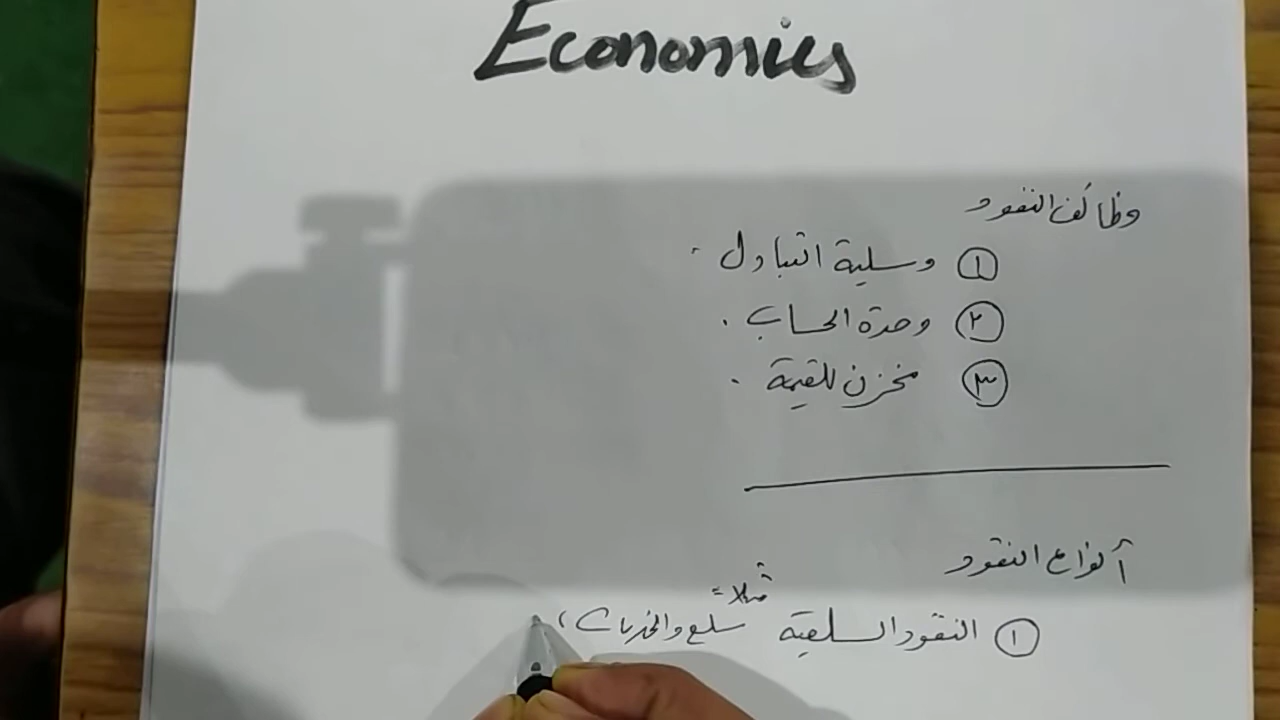 Economics
وظائف النقود
١ وسلية التبادل .
٢ وحدة الحساب .
٣ مخزن للقيمة .
أنواع النقود
مثلاً
١ النقود السلعية سلع والخدمات ،